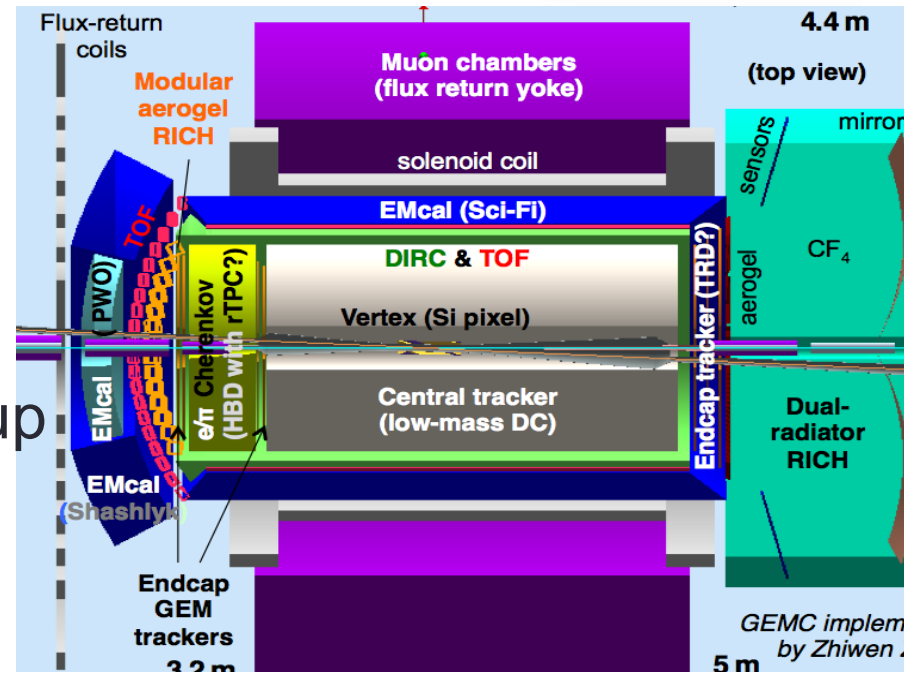 Flux-return
coils
4.4 m
(top view)
Muon chambers
(flux return yoke)
Modular
aerogel
RICH
mirror
sensors
solenoid coil
EMcal (Sci-Fi)
TOF
DIRC & TOF
CF4
aerogel
Vertex (Si pixel)
EMcal (PWO)
e/π Cherenkov
(HBD with rTPC?)
Central tracker
(low-mass DC)
Endcap tracker (TRD?)
Dual-
radiator
RICH
up
EMcal
(Shashlyk)
Endcap
GEM
trackers
3.2 m
5 m
GEMC implem
by Zhiwen